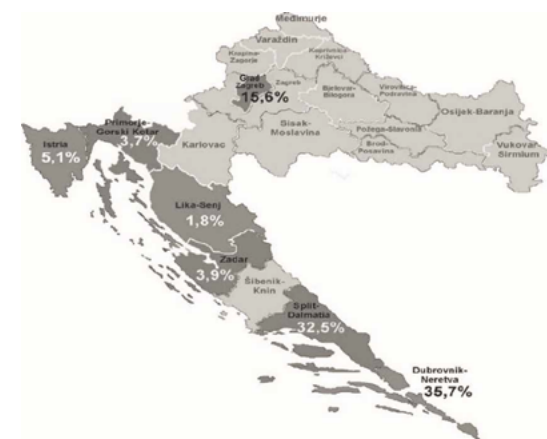 Međimurje
Varaždin
Krapina-
Zagorje
Koprivnica-
Križevci
Grad
Zagreb
15,6%
Zagreb
Bjelovar-
Bilogora
Virovitica-
Podravina
Osijek-Baranja
Primorje-
Gorski Kotar
3,7%
Istria
5,1%
Karlovac
Sisak-
Moslavina
Požega-Slavonia
Brod-
Posavina
Vukovar-
Sirmium
Lika-Senj
1,8%
Zadar
3,9%
Šibenik-
Knin
Split-
Dalmatia
32,5%
Dubrovnik-
Neretva
35,7%